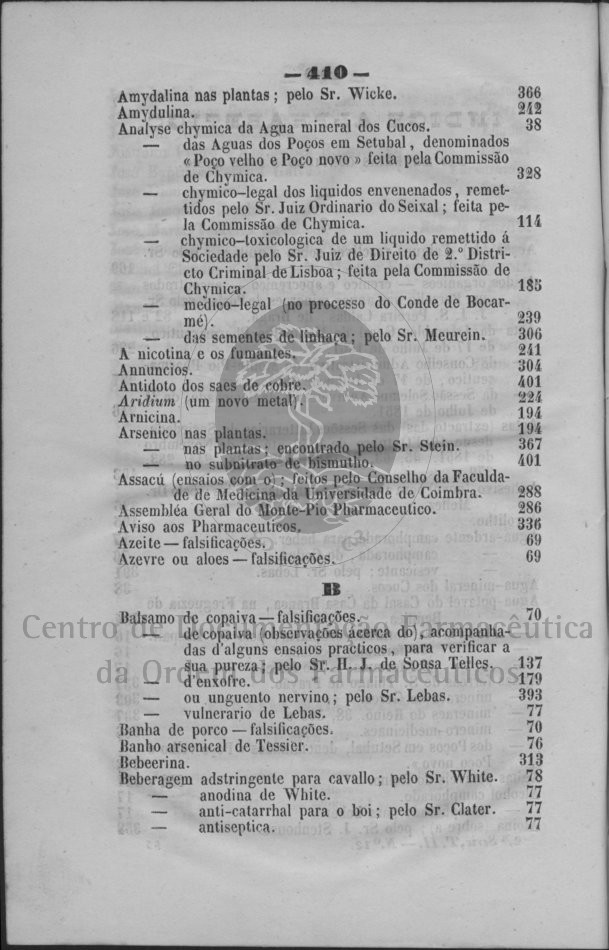 — 410 —
Amydalina nas plantas ; pelo Sr. Wicke. 366
Amydulina. 242
Analyse chymica da Agua mineral dos Cucos. 38
— das Aguas dos Poços em Setubal, denominados
« Poço velho e Poço novo » feita pela Commissão
de Chymica. 328
— chymico-legal dos liquidos envenenados, remet-
tidos pelo Sr. Juiz Ordinario do Seixal ; feita pe-
la Commissão de Chymica. 114
— chymico-toxicologica de um liquido remettido á
Sociedade pelo Sr. Juiz de Direito de 2.º Distri-
cto Criminal de Lisboa ; feita pela Commissão de
Chymica. 185
— medico-legal (no processo do Conde de Bocar-
mé). 239
— das sementes de linhaça ; pelo Sr. Meurein. 306
A nicotina e os fumantes. 241
Annuncios. 304
Antidoto dos saes de cobre. 401
Aridium (um novo metal). 224
Arnicina. 194
Arsenico nas plantas. 194
— nas plantas ; encontrado pelo Sr. Stein. 367
— no subnitrato de bismutho. 401
Assacú (ensaios com o) ; feitos pelo Conselho da Faculda-
de de Medicina da Universidade de Coimbra. 288
Assembléa Geral do Monte-Pio Pharmaceutico. 286
Aviso aos Pharmaceuticos. 336
Azeite — falsificações. 69
Azevre ou aloes — falsificações. 69
B
Balsamo de copaiva — falsificações. 70
— de copaiva (observações ácerca do), acompanha-
das d'alguns ensaios practicos, para verificar a
sua pureza ; pelo Sr. H. J. de Sousa Telles. 137
— d'enxofre. 179
— ou unguento nervino ; pelo Sr. Lebas. 393
— vulnerario de Lebas. 77
Banha de porco — falsificações. 70
Banho arsenical de Tessier. 76
Bebeerina. 313
Beberagem adstringente para cavallo ; pelo Sr. White. 78
— anodina de White. 77
— anti-catarrhal para o boi ; pelo Sr. Clater. 77
— antiseptica. 77
Centro de Documentação Farmacêutica
da Ordem dos Farmacêuticos